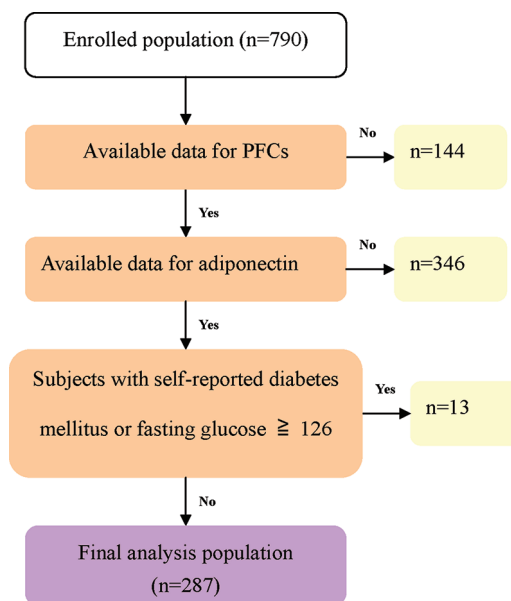 Enrolled population (n=790)
No
Available data for PFCs
n=144
Yes
No
Available data for adiponectin
n=346
Yes
Subjects with self-reported diabetes
mellitus or fasting glucose ≧ 126
Yes
n=13
No
Final analysis population
(n=287)